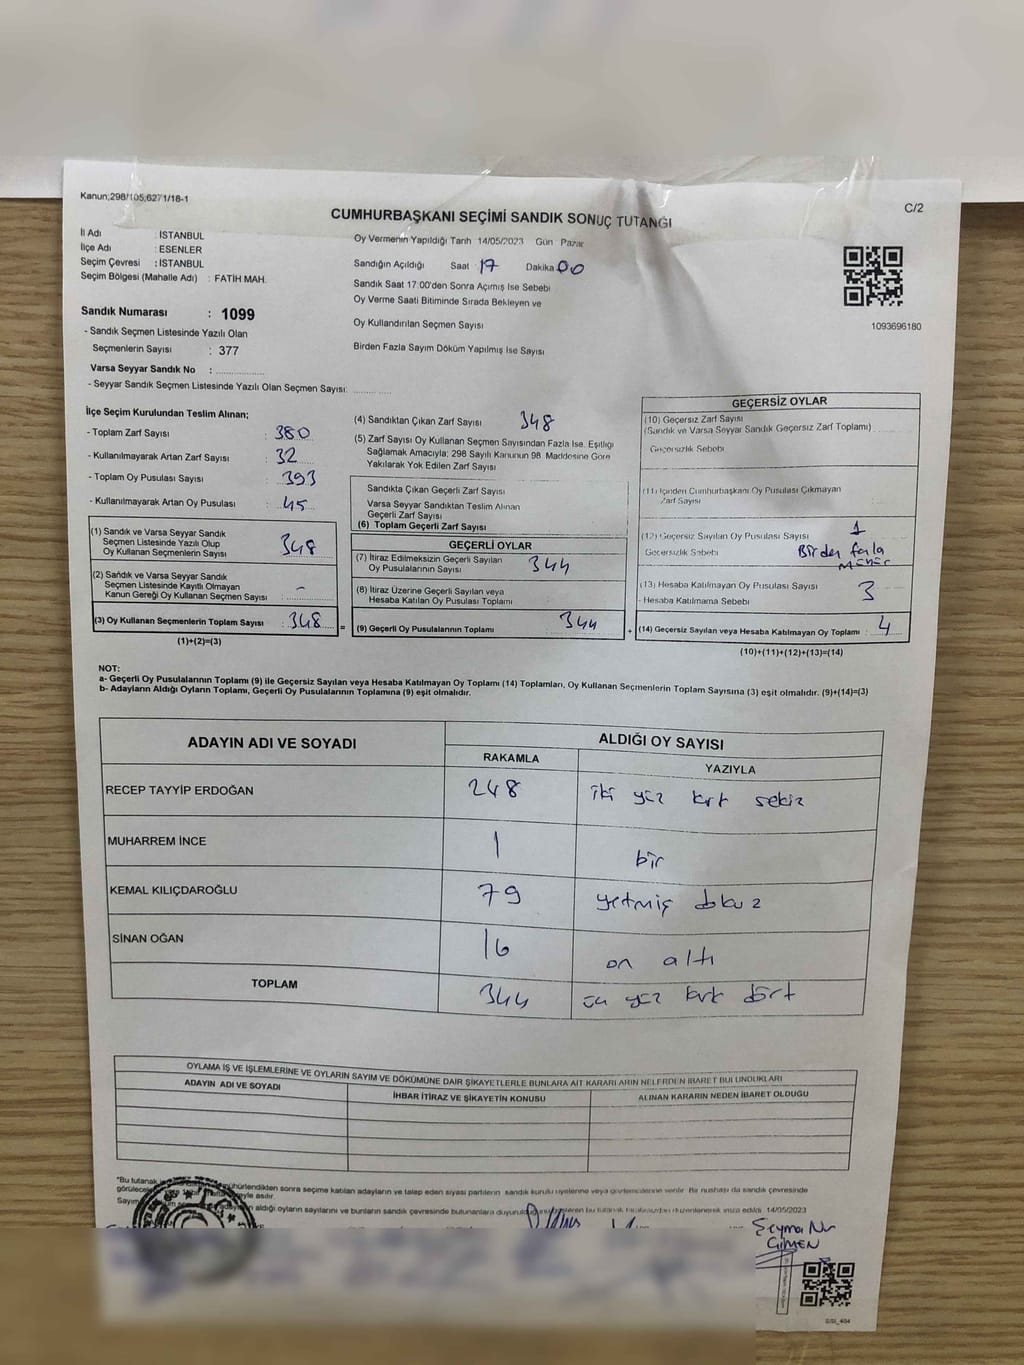 Kanun;298/105;6271/18-1
C/2
CUMHURBAŞKANI SEÇİMİ SANDIK SONUÇ TUTANĞI
İl Adı : İSTANBUL
İlçe Adı : ESENLER
Seçim Çevresi : İSTANBUL
Seçim Bölgesi (Mahalle Adı) : FATİH MAH.
Oy Vermenin Yapıldığı Tarih 14/05/2023 Gün Pazar
Sandığın Açıldığı Saat 17 Dakika 00
Sandık Saat 17:00'den Sonra Açımış İse Sebebi
Oy Verme Saati Bitiminde Sırada Bekleyen ve
Oy Kullandırılan Seçmen Sayısı
Birden Fazla Sayım Döküm Yapılmış İse Sayısı
1093696180
Sandık Numarası : 1099
- Sandık Seçmen Listesinde Yazılı Olan
Seçmenlerin Sayısı : 377
Varsa Seyyar Sandık No : ....................
- Seyyar Sandık Seçmen Listesinde Yazılı Olan Seçmen Sayısı: ..............
İlçe Seçim Kurulundan Teslim Alınan;
- Toplam Zarf Sayısı : 380
- Kullanılmayarak Artan Zarf Sayısı : 32
- Toplam Oy Pusulası Sayısı : 393
- Kullanılmayarak Artan Oy Pusulası : 45
(1) Sandık ve Varsa Seyyar Sandık
Seçmen Listesinde Yazılı Olup
Oy Kullanan Seçmenlerin Sayısı : 348
(2) Sandık ve Varsa Seyyar Sandık
Seçmen Listesinde Kayıtlı Olmayan
Kanun Gereği Oy Kullanan Seçmen Sayısı : -
(3) Oy Kullanan Seçmenlerin Toplam Sayısı : 348 =
(1)+(2)=(3)
(4) Sandıktan Çıkan Zarf Sayısı 348
(5) Zarf Sayısı Oy Kullanan Seçmen Sayısından Fazla İse, Eşitliği
Sağlamak Amacıyla; 298 Sayılı Kanunun 98. Maddesine Göre
Yakılarak Yok Edilen Zarf Sayısı
Sandıkta Çıkan Geçerli Zarf Sayısı
Varsa Seyyar Sandıktan Teslim Alınan
Geçerli Zarf Sayısı
(6) Toplam Geçerli Zarf Sayısı
GEÇERLİ OYLAR
(7) İtiraz Edilmeksizin Geçerli Sayılan
Oy Pusulalarının Sayısı 344
(8) İtiraz Üzerine Geçerli Sayılan veya
Hesaba Katılan Oy Pusulası Toplamı
(9) Geçerli Oy Pusulalarının Toplamı 344 +
GEÇERSİZ OYLAR
(10) Geçersiz Zarf Sayısı
(Sandık ve Varsa Seyyar Sandık Geçersiz Zarf Toplamı)
Geçersizlik Sebebi
(11) İçinden Cumhurbaşkanı Oy Pusulası Çıkmayan
Zarf Sayısı
(12) Geçersiz Sayılan Oy Pusulası Sayısı 1
Geçersizlik Sebebi Birden fazla
Mühür
(13) Hesaba Katılmayan Oy Pusulası Sayısı 3
- Hesaba Katılmama Sebebi
(14) Geçersiz Sayılan veya Hesaba Katılmayan Oy Toplamı : 4
(10)+(11)+(12)+(13)=(14)
NOT:
a- Geçerli Oy Pusulalarının Toplamı (9) ile Geçersiz Sayılan veya Hesaba Katılmayan Oy Toplamı (14) Toplamları, Oy Kullanan Seçmenlerin Toplam Sayısına (3) eşit olmalıdır. (9)+(14)=(3)
b- Adayların Aldığı Oyların Toplamı, Geçerli Oy Pusulalarının Toplamına (9) eşit olmalıdır.
ADAYIN ADI VE SOYADI
ALDIĞI OY SAYISI
RAKAMLA YAZIYLA
RECEP TAYYİP ERDOĞAN 248 iki yüz kırk sekiz
MUHARREM İNCE 1 bir
KEMAL KILIÇDAROĞLU 79 yetmiş dokuz
SİNAN OĞAN 16 on altı
TOPLAM 344 üç yüz kırk dört
OYLAMA İŞ VE İŞLEMLERİNE VE OYLARIN SAYIM VE DÖKÜMÜNE DAİR ŞİKAYETLERLE BUNLARA AİT KARARLARIN NELERDEN İBARET BULUNDUKLARI
ADAYIN ADI VE SOYADI
İHBAR İTİRAZ VE ŞİKAYETİN KONUSU
ALINAN KARARIN NEDEN İBARET OLDUĞU
*Bu tutanak mühürlendikten sonra seçime katılan adayların ve talep eden siyasi partilerin sandık kurulu üyelerine veya gözlemcilerine verilir. Bir nüshası da sandık çevresinde
asılır.
aldığı oyların sayılarını ve bunların sandık çevresinde bulunanlara bu tutanak tarafımızdan düzenlenerek imza edildi. 14/05/2023
Şeyma Nur
ÇİMEN